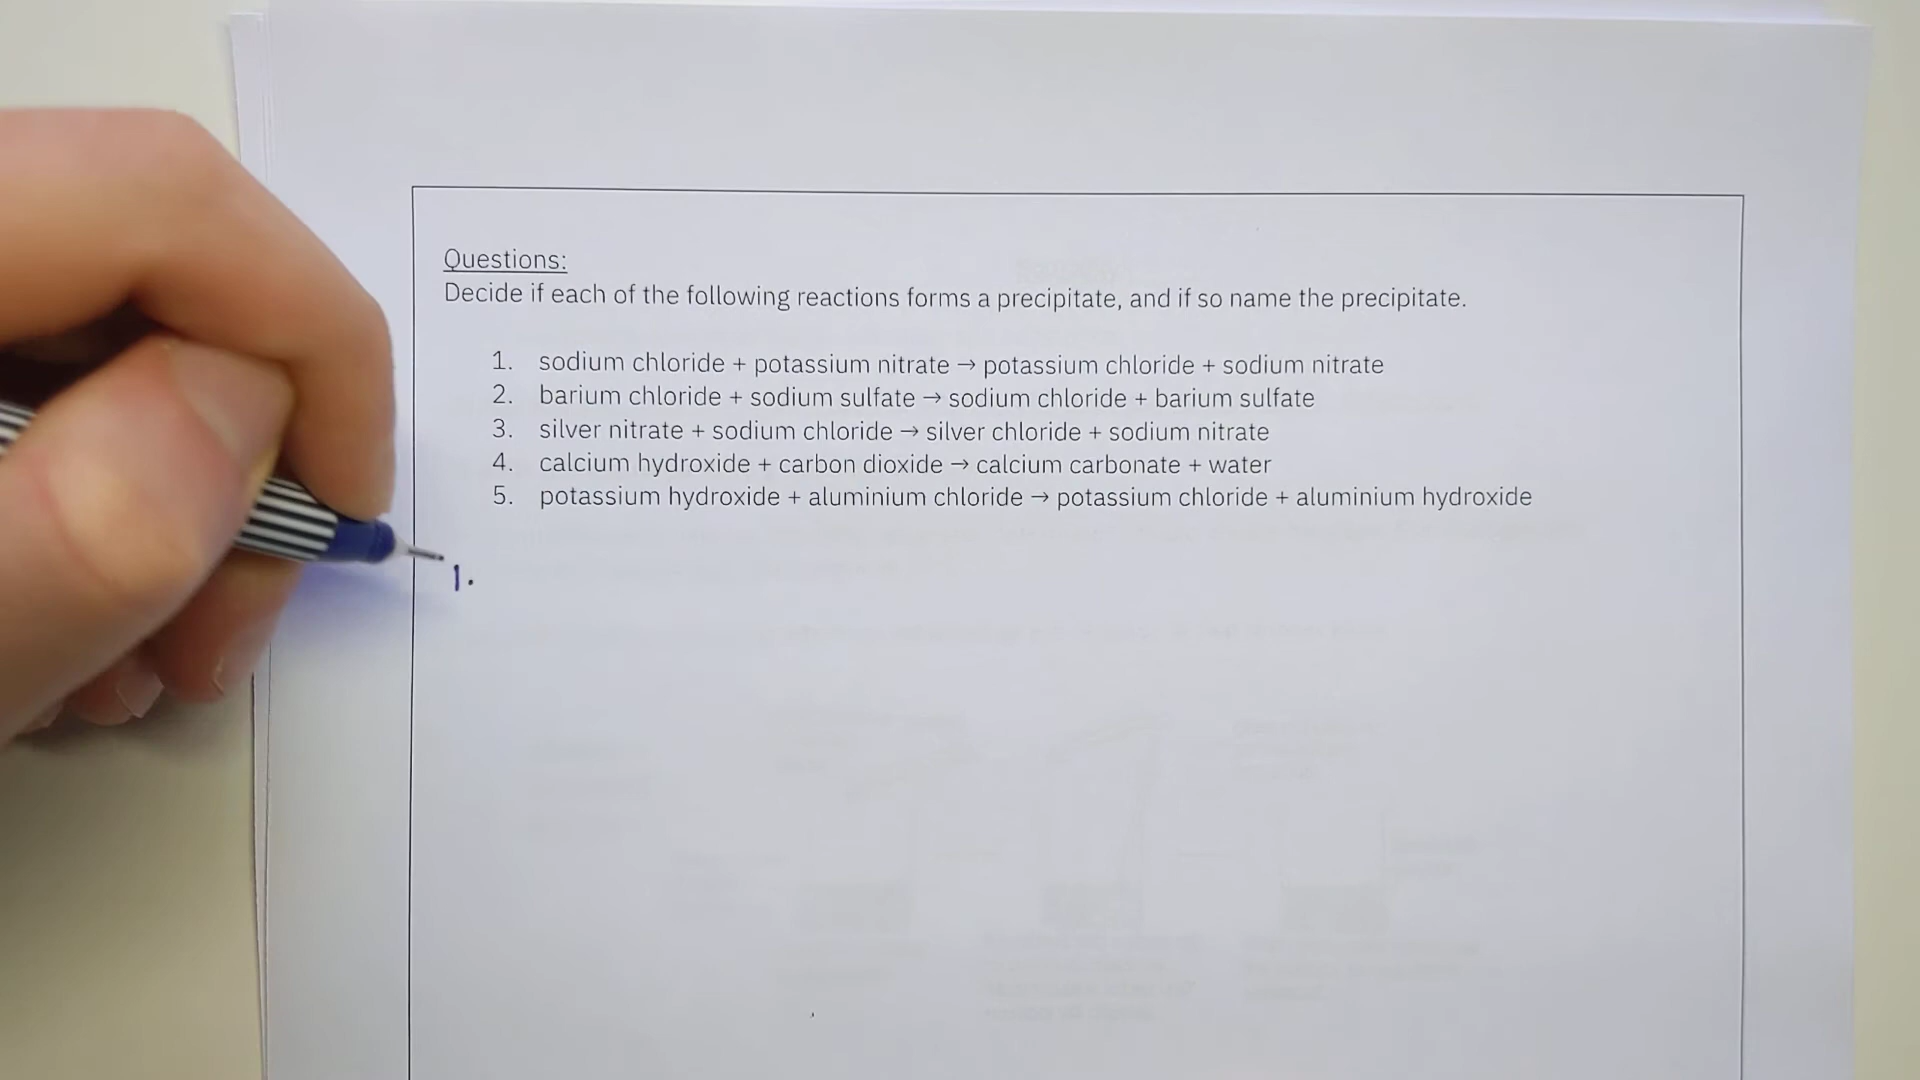 Questions:
Decide if each of the following reactions forms a precipitate, and if so name the precipitate.
1. sodium chloride + potassium nitrate → potassium chloride + sodium nitrate
2. barium chloride + sodium sulfate → sodium chloride + barium sulfate
3. silver nitrate + sodium chloride → silver chloride + sodium nitrate
4. calcium hydroxide + carbon dioxide → calcium carbonate + water
5. potassium hydroxide + aluminium chloride → potassium chloride + aluminium hydroxide
1.